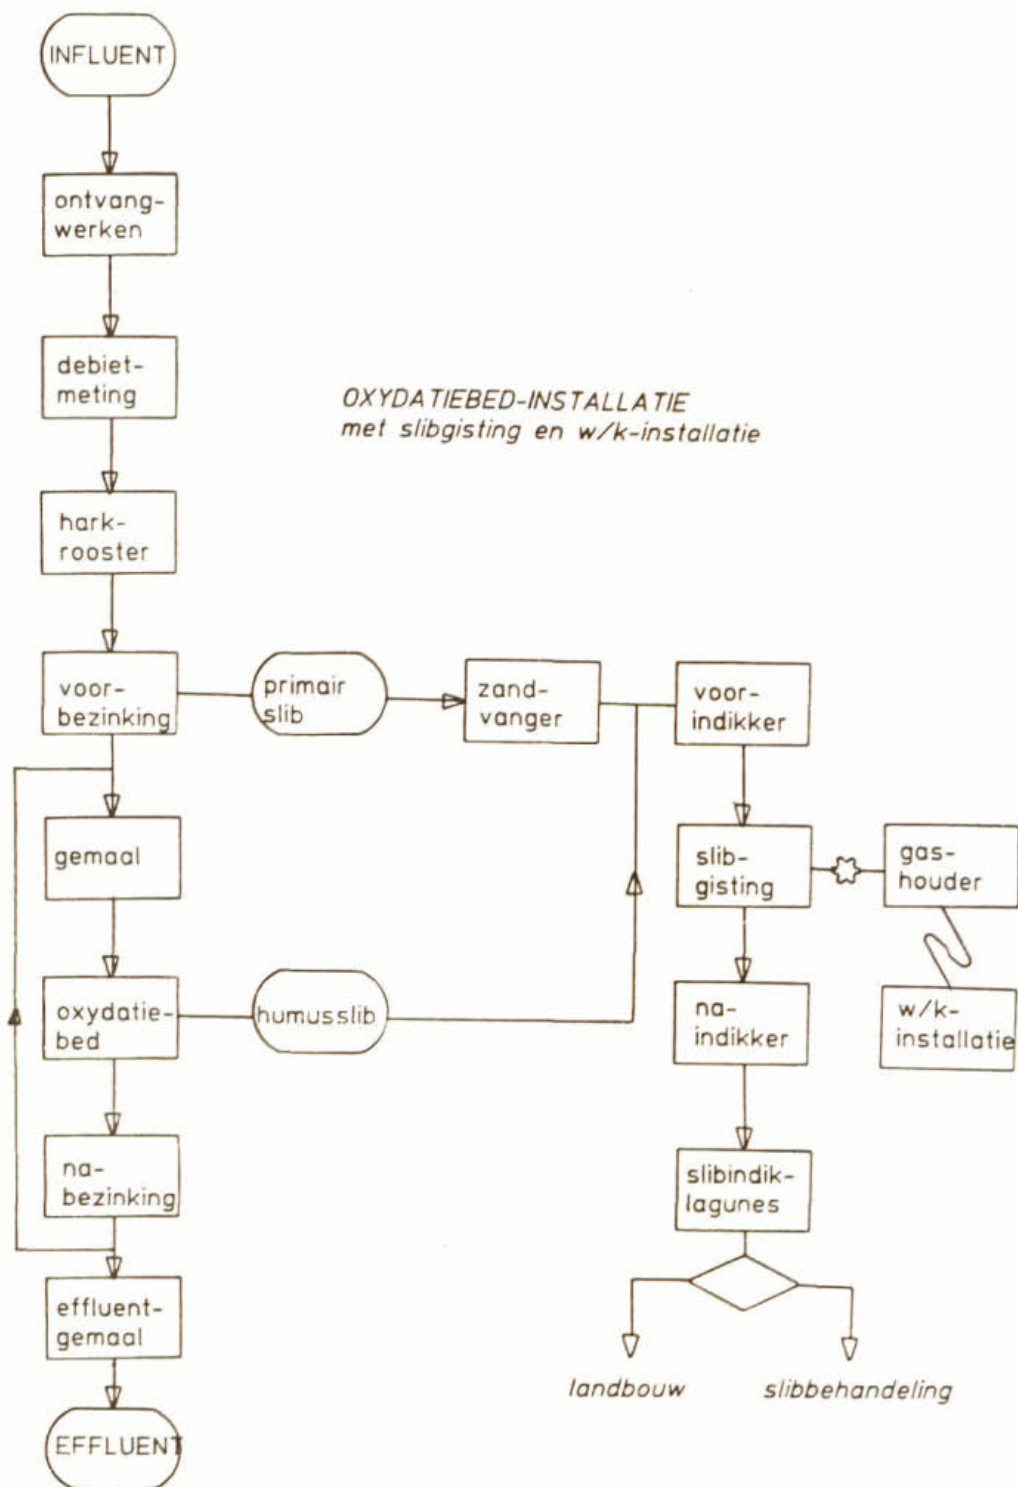 INFLUENT
ontvang-
werken
debiet-
meting
OXYDATIEBED-INSTALLATIE
met slibgisting en w/k-installatie
hark-
rooster
voor-
bezinking
primair
slib
zand-
vanger
voor-
indikker
gemaal
slib-
gisting
gas-
houder
oxydatie-
bed
humusslib
na-
indikker
w/k-
installatie
na-
bezinking
slibindik-
lagunes
effluent-
gemaal
landbouw
slibbehandeling
EFFLUENT